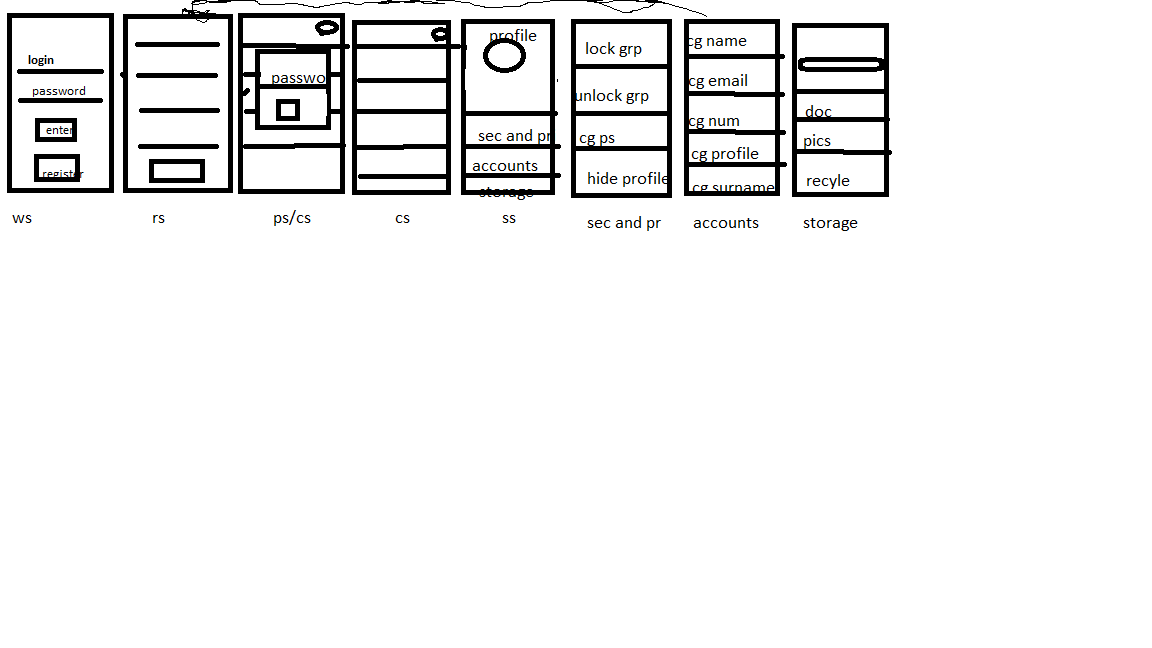 login
password
enter
register
ws
rs
passwo
ps/cs
cs
profile
sec and pr
accounts
storage
ss
lock grp
unlock grp
cg ps
hide profile
sec and pr
cg name
cg email
cg num
cg profile
cg surname
accounts
doc
pics
recyle
storage